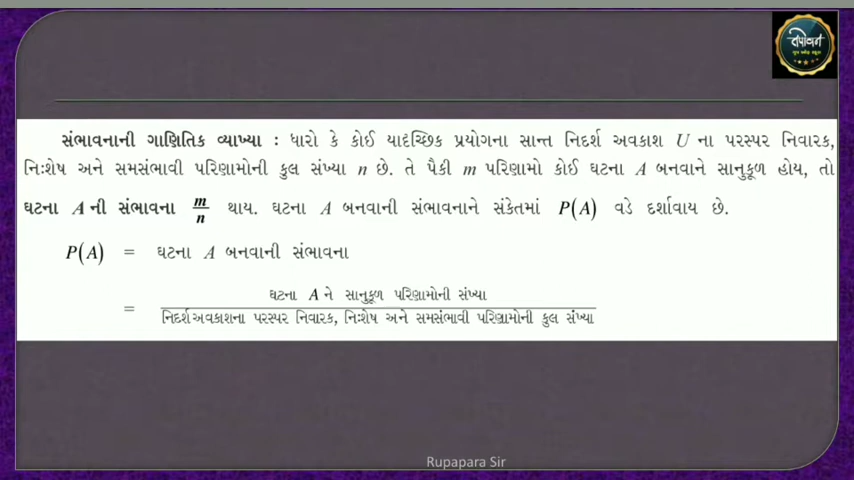 તપોવન
સંભાવનાની ગાણિતિક વ્યાખ્યા : ધારો કે કોઈ યાદૃચ્છિક પ્રયોગના સાન્ત નિદર્શ અવકાશ U ના પરસ્પર નિવારક,
નિઃશેષ અને સમસંભાવી પરિણામોની કુલ સંખ્યા n છે. તે પૈકી m પરિણામો કોઈ ઘટના A બનવાને સાનુકૂળ હોય, તો
ઘટના A ની સંભાવના m/n થાય. ઘટના A બનવાની સંભાવનાને સંકેતમાં P(A) વડે દર્શાવાય છે.
P(A) = ઘટના A બનવાની સંભાવના
= ઘટના A ને સાનુકૂળ પરિણામોની સંખ્યા
નિદર્શઅવકાશના પરસ્પર નિવારક, નિઃશેષ અને સમસંભાવી પરિણામોની કુલ સંખ્યા
Rupapara Sir